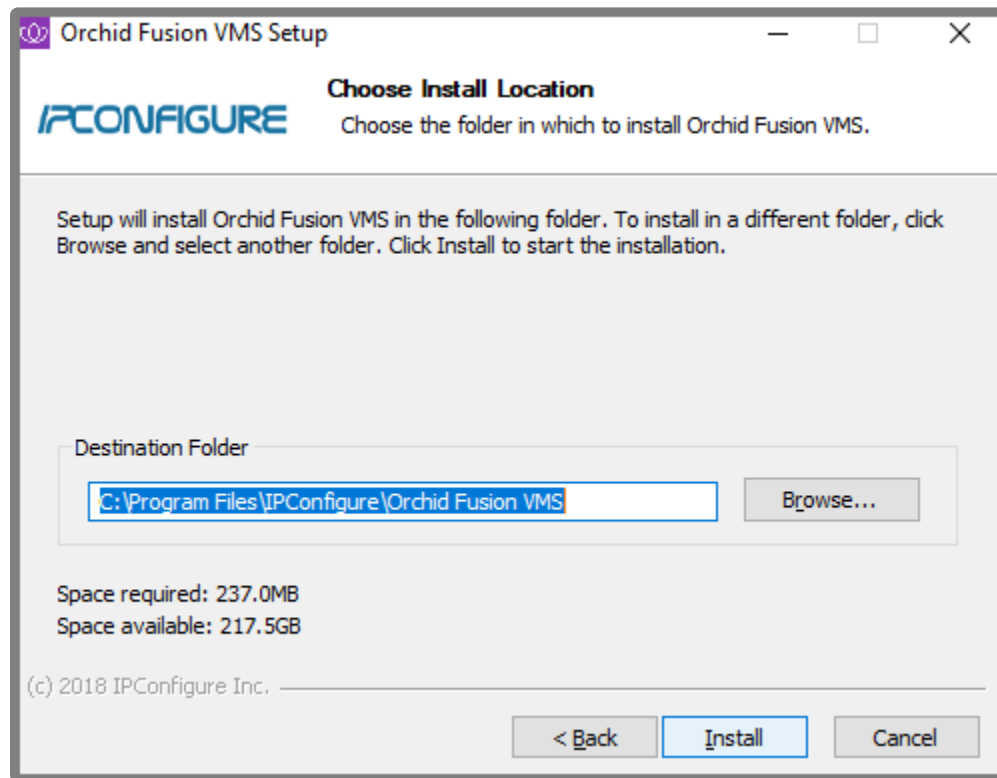 Orchid Fusion VMS Setup
IPCONFIGURE
Choose Install Location
Choose the folder in which to install Orchid Fusion VMS.
Setup will install Orchid Fusion VMS in the following folder. To install in a different folder, click
Browse and select another folder. Click Install to start the installation.
Destination Folder
C:\Program Files\IPConfigure\Orchid Fusion VMS
Browse...
Space required: 237.0MB
Space available: 217.5GB
(c) 2018 IPConfigure Inc.
< Back
Install
Cancel